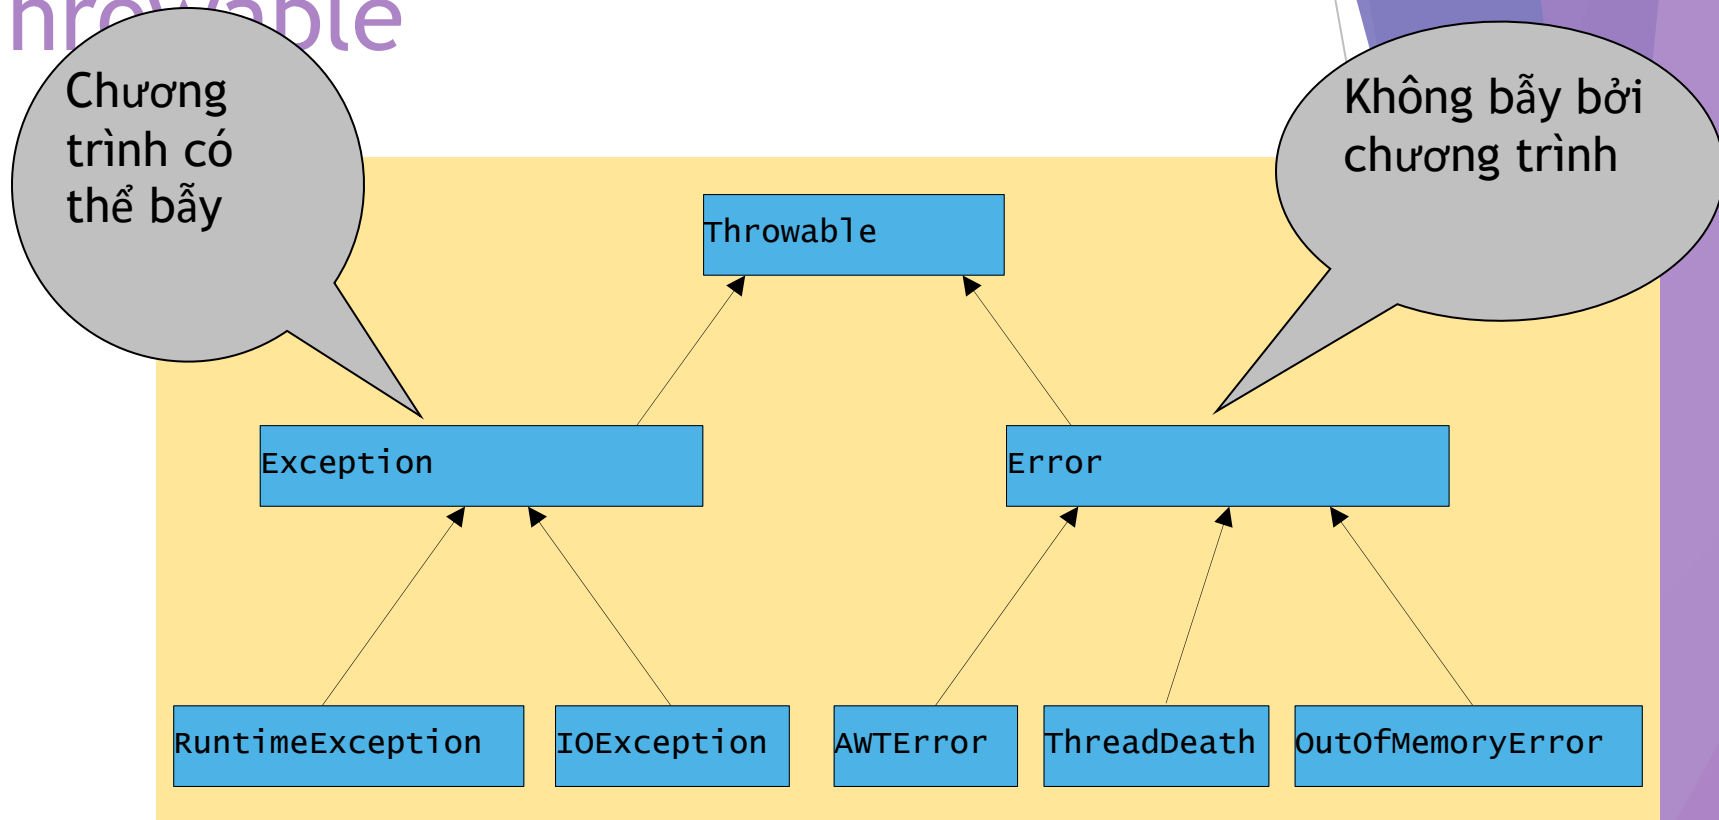 Chương
trình có
thể bẫy
Không bẫy bởi
chương trình
Throwable
Exception
Error
RuntimeException
IOException
AWTError
ThreadDeath
OutOfMemoryError